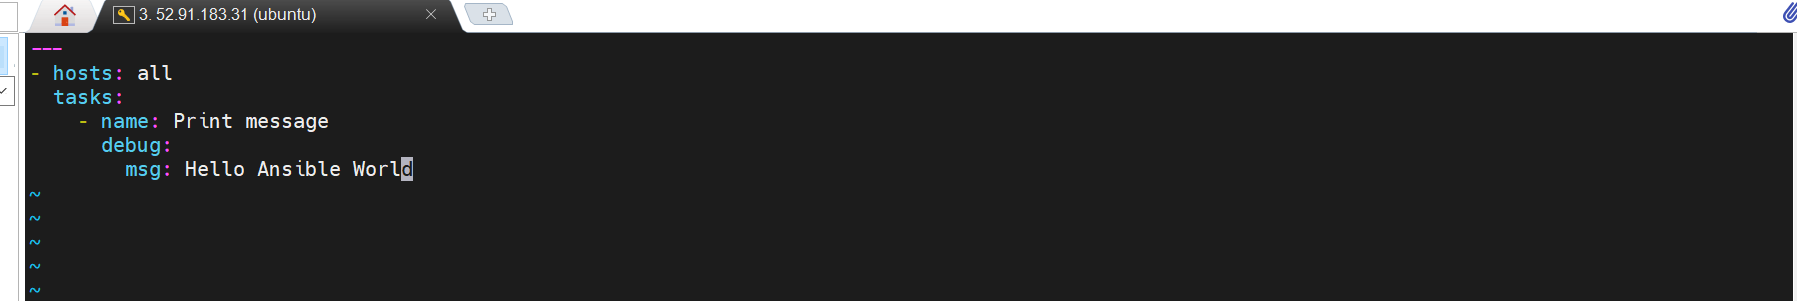 3. 52.91.183.31 (ubuntu)
---
- hosts: all
  tasks:
    - name: Print message
      debug:
        msg: Hello Ansible World
~
~
~
~
~